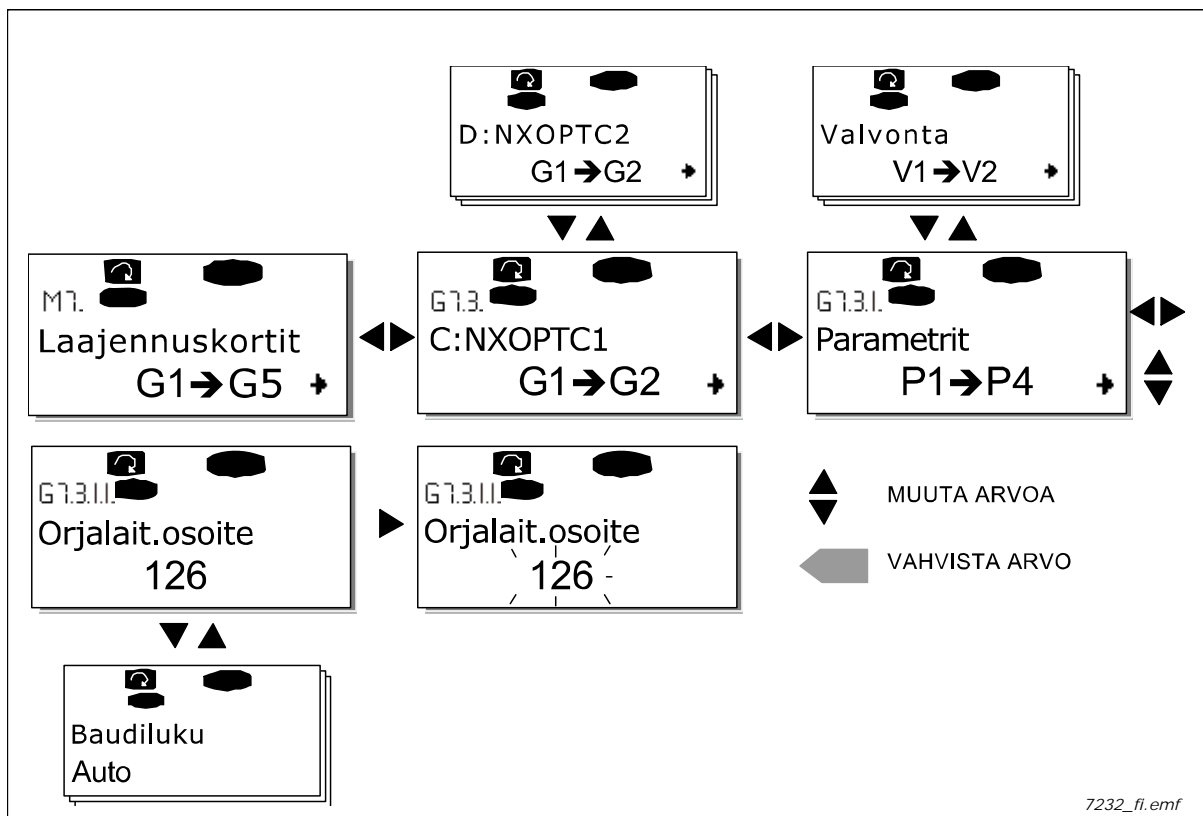 D:NXOPTC2
G1➔G2
Valvonta
V1➔V2
M7.
Laajennuskortit
G1➔G5
G7.3.
C:NXOPTC1
G1➔G2
G7.3.1.
Parametrit
P1➔P4
G7.3.1.1.
Orjalait.osoite
126
G7.3.1.1.
Orjalait.osoite
126
MUUTA ARVOA
VAHVISTA ARVO
Baudiluku
Auto
7232_fi.emf